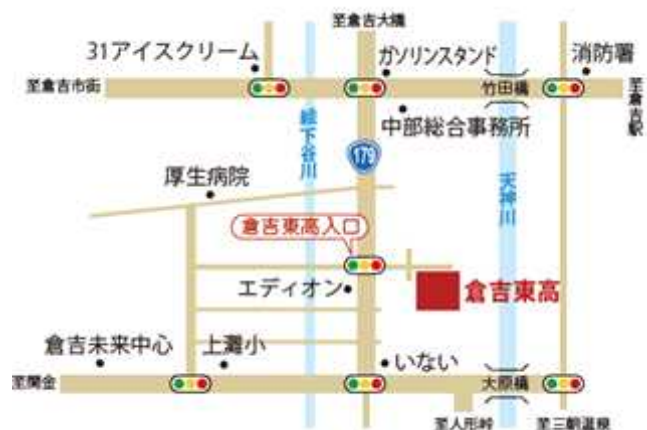 至倉吉大橋
31アイスクリーム
ガソリンスタンド
消防署
至倉吉市街
竹田橋
至倉吉駅
中部総合事務所
絵下谷川
179
天神川
厚生病院
倉吉東高入口
エディオン
倉吉東高
倉吉未来中心
上灘小
いない
至関金
大原橋
至人形峠
至三朝温泉